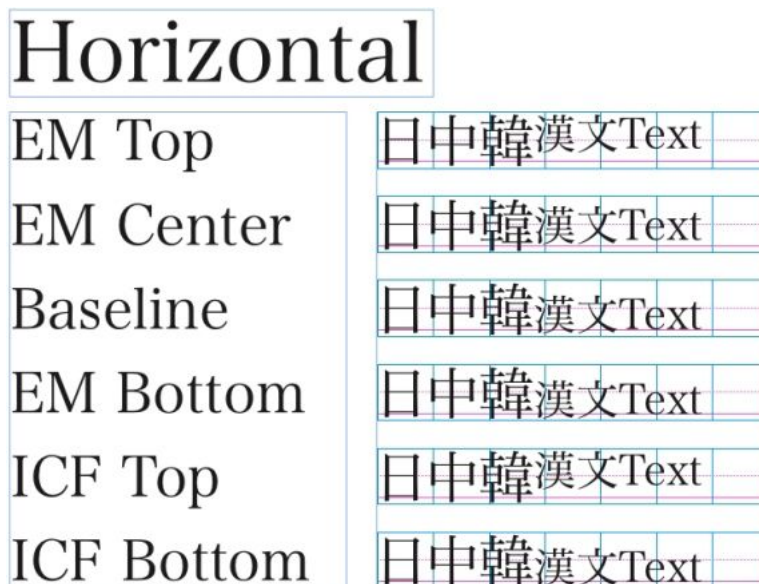 Horizontal
EM Top 日中韓漢文Text
EM Center 日中韓漢文Text
Baseline 日中韓漢文Text
EM Bottom 日中韓漢文Text
ICF Top 日中韓漢文Text
ICF Bottom 日中韓漢文Text